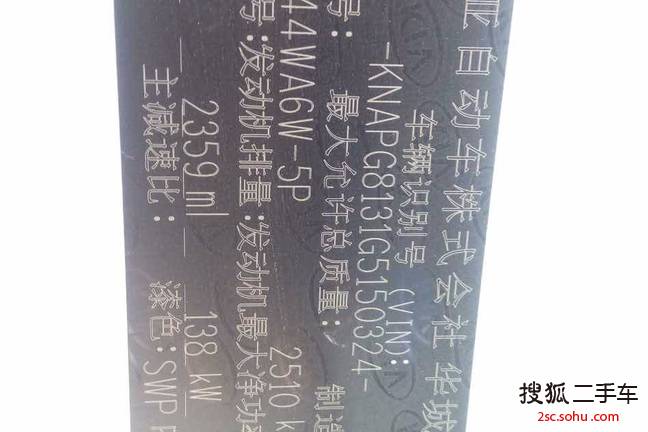 亚自动车株式会社 华城
车辆识别号 (VIN):
-KNAPG8131G5150324-
号: 最大允许总质量: 制造
44WA6W-5P 2510 k
号:发动机排量:发动机最大净功
2359 ml 138 kW
主减速比: 漆色:SWP
搜狐二手车
2sc.sohu.com